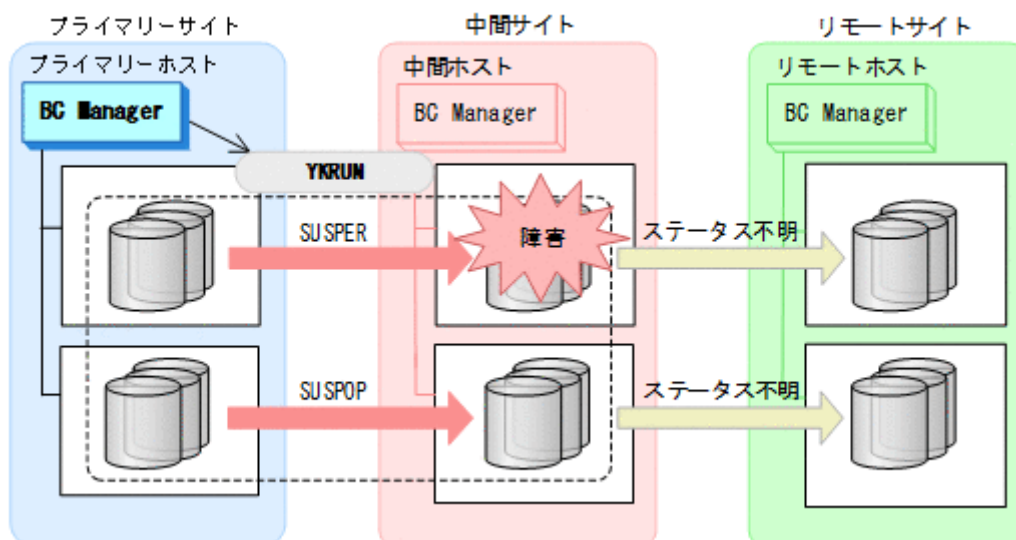 プライマリーサイト
中間サイト
リモートサイト
プライマリーホスト
中間ホスト
リモートホスト
BC Manager
BC Manager
BC Manager
YKRUN
SUSPER
障害
ステータス不明
SUSPOP
ステータス不明